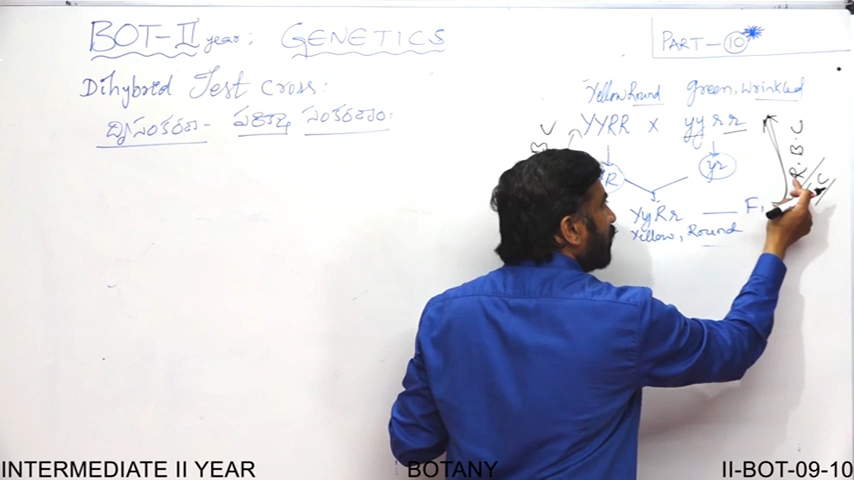 BOT-II year: GENETICS
PART-10
Dihybrid Test Cross:
ద్విసంకరణ - పరీక్ష సంకరణం:
Yellow Round Green, Wrinkled
YYRR x yyrr
B C
R.B.C
R yr
YyRr — F1
Yellow, Round
INTERMEDIATE II YEAR BOTANY II-BOT-09-10